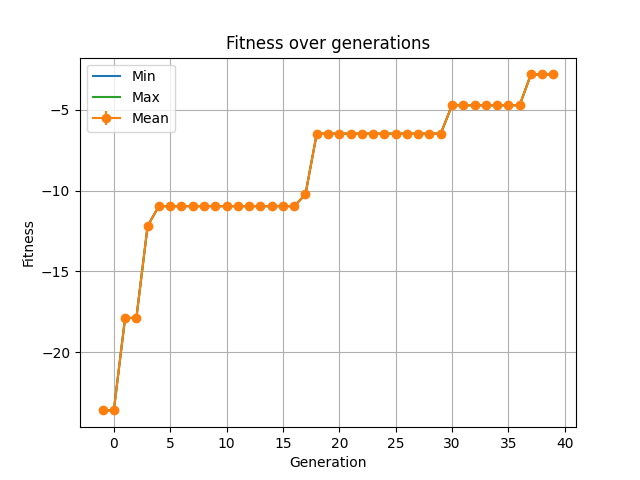 Fitness over generations
Min
Max
Mean
Fitness
−5
−10
−15
−20
0 5 10 15 20 25 30 35 40
Generation